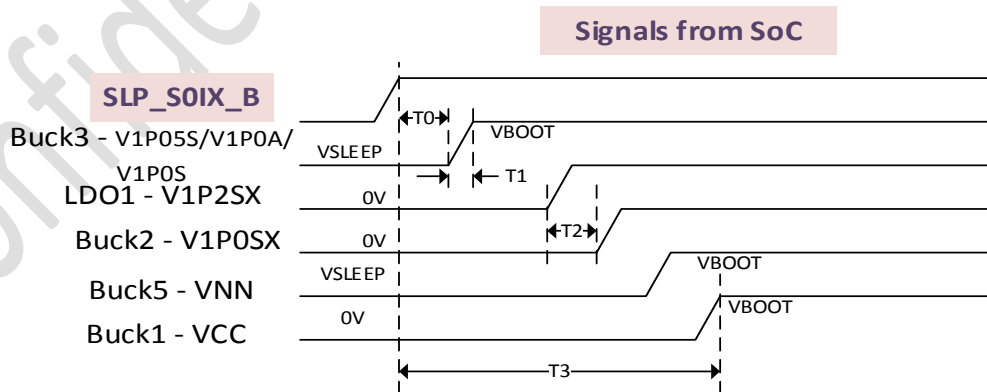 Confide
Signals from SoC
SLP_S0IX_B
T0
Buck3 - V1P05S/V1P0A/
V1P0S
VBOOT
VSLEEP
T1
LDO1 - V1P2SX
0V
T2
Buck2 - V1P0SX
0V
VSLEEP
VBOOT
Buck5 - VNN
0V
VBOOT
Buck1 - VCC
T3